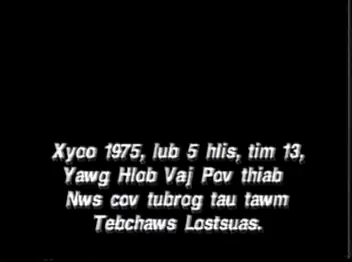 Xyoo 1975, lub 5 hlis, tim 13,
Yawg Hlob Vaj Pov thiab
Nws cov tubrog tau tawm
Tebchaws Lostsuas.